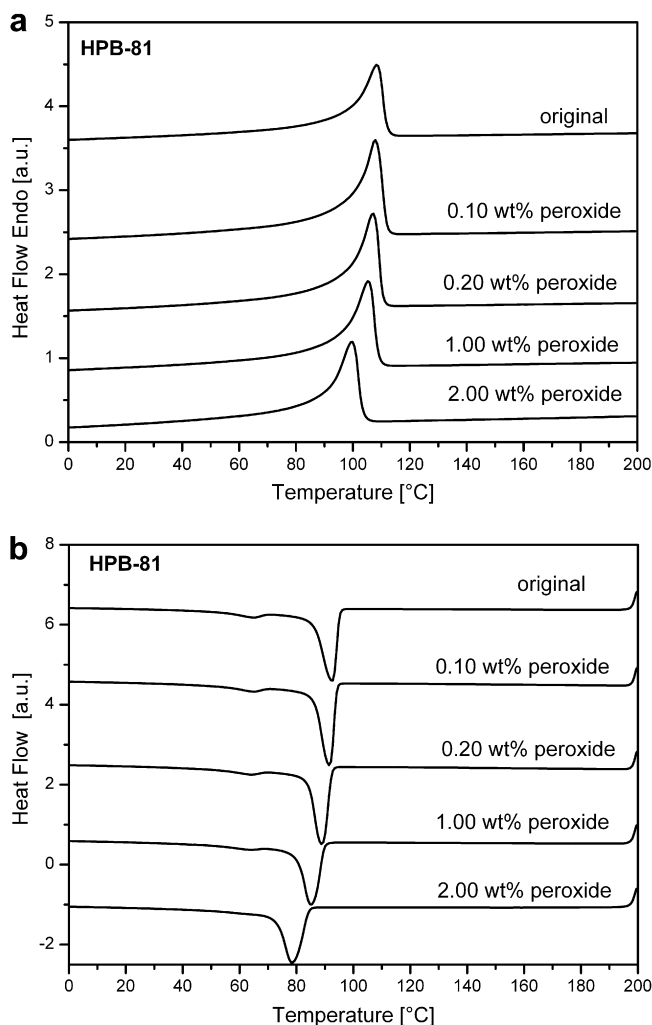 a
HPB-81
original
0.10 wt% peroxide
0.20 wt% peroxide
1.00 wt% peroxide
2.00 wt% peroxide
Heat Flow Endo [a.u.]
5
4
3
2
1
0
0 20 40 60 80 100 120 140 160 180 200
Temperature [°C]
b
HPB-81
original
0.10 wt% peroxide
0.20 wt% peroxide
1.00 wt% peroxide
2.00 wt% peroxide
Heat Flow [a.u.]
8
6
4
2
0
-2
0 20 40 60 80 100 120 140 160 180 200
Temperature [°C]